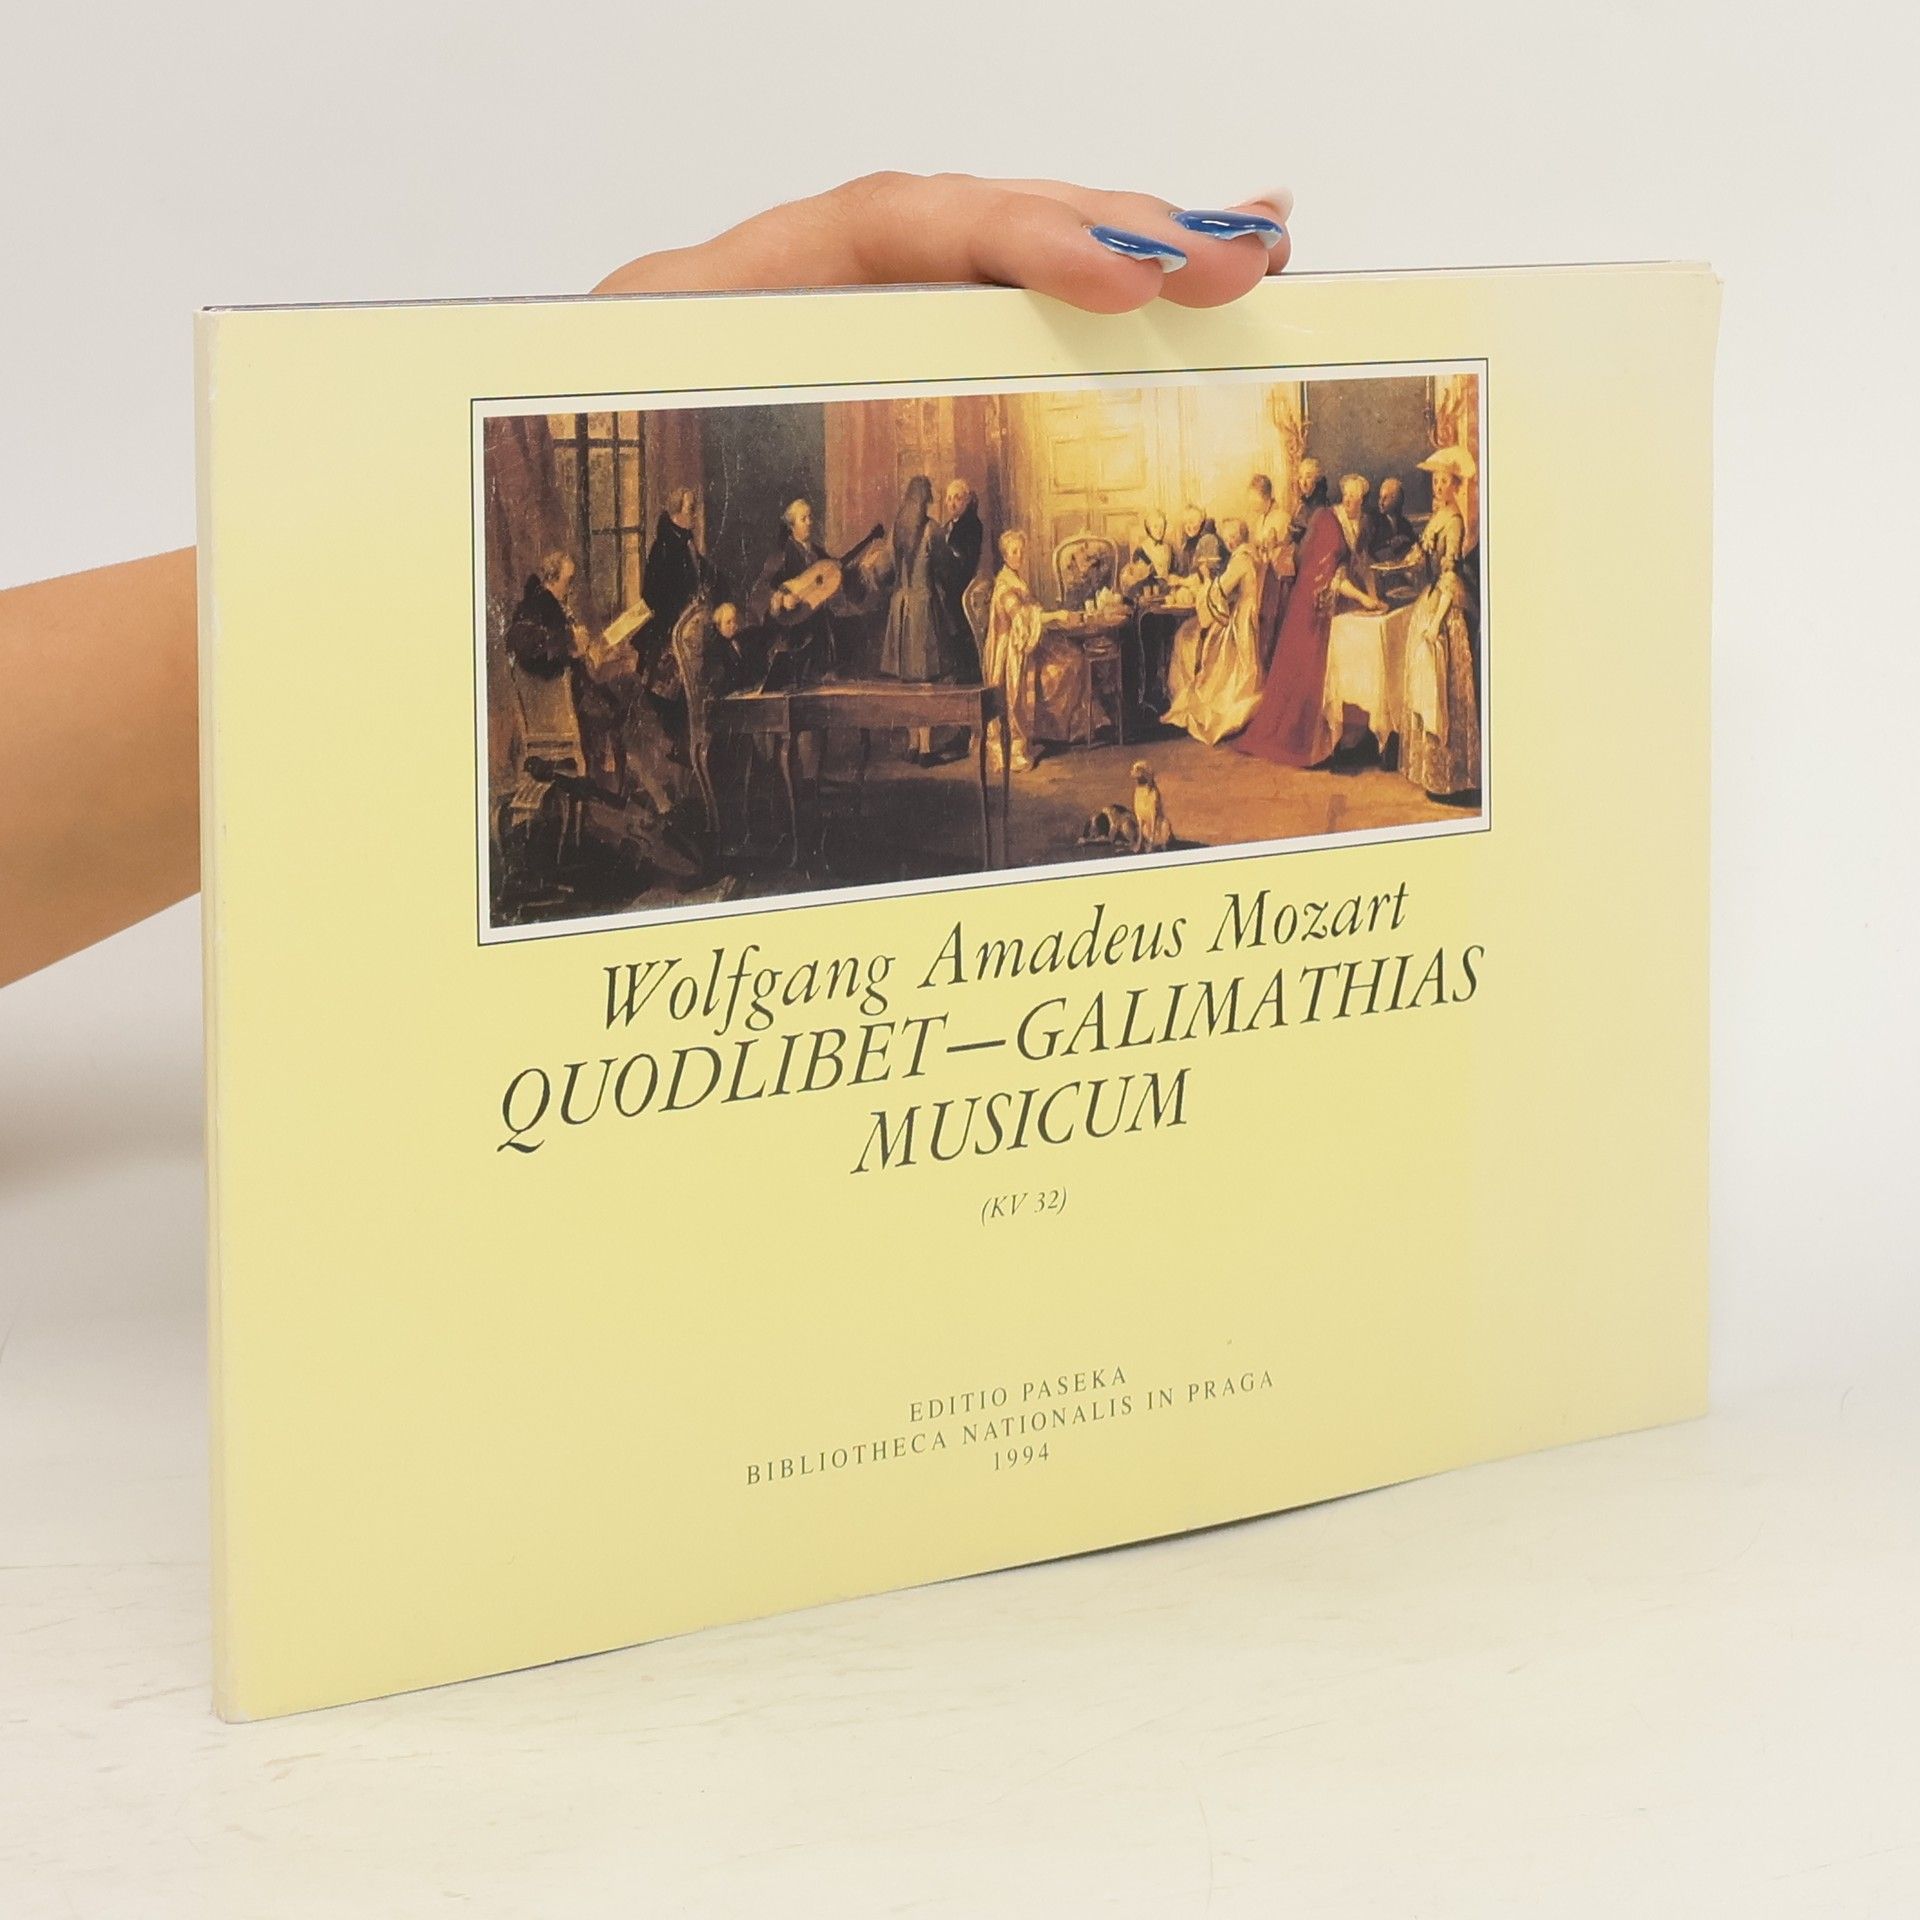 Wolfgang Amadeus Mozart
QUODLIBET—GALIMATHIAS
MUSICUM
(KV 32)
EDITIO PASEKA
BIBLIOTHECA NATIONALIS IN PRAGA
1994